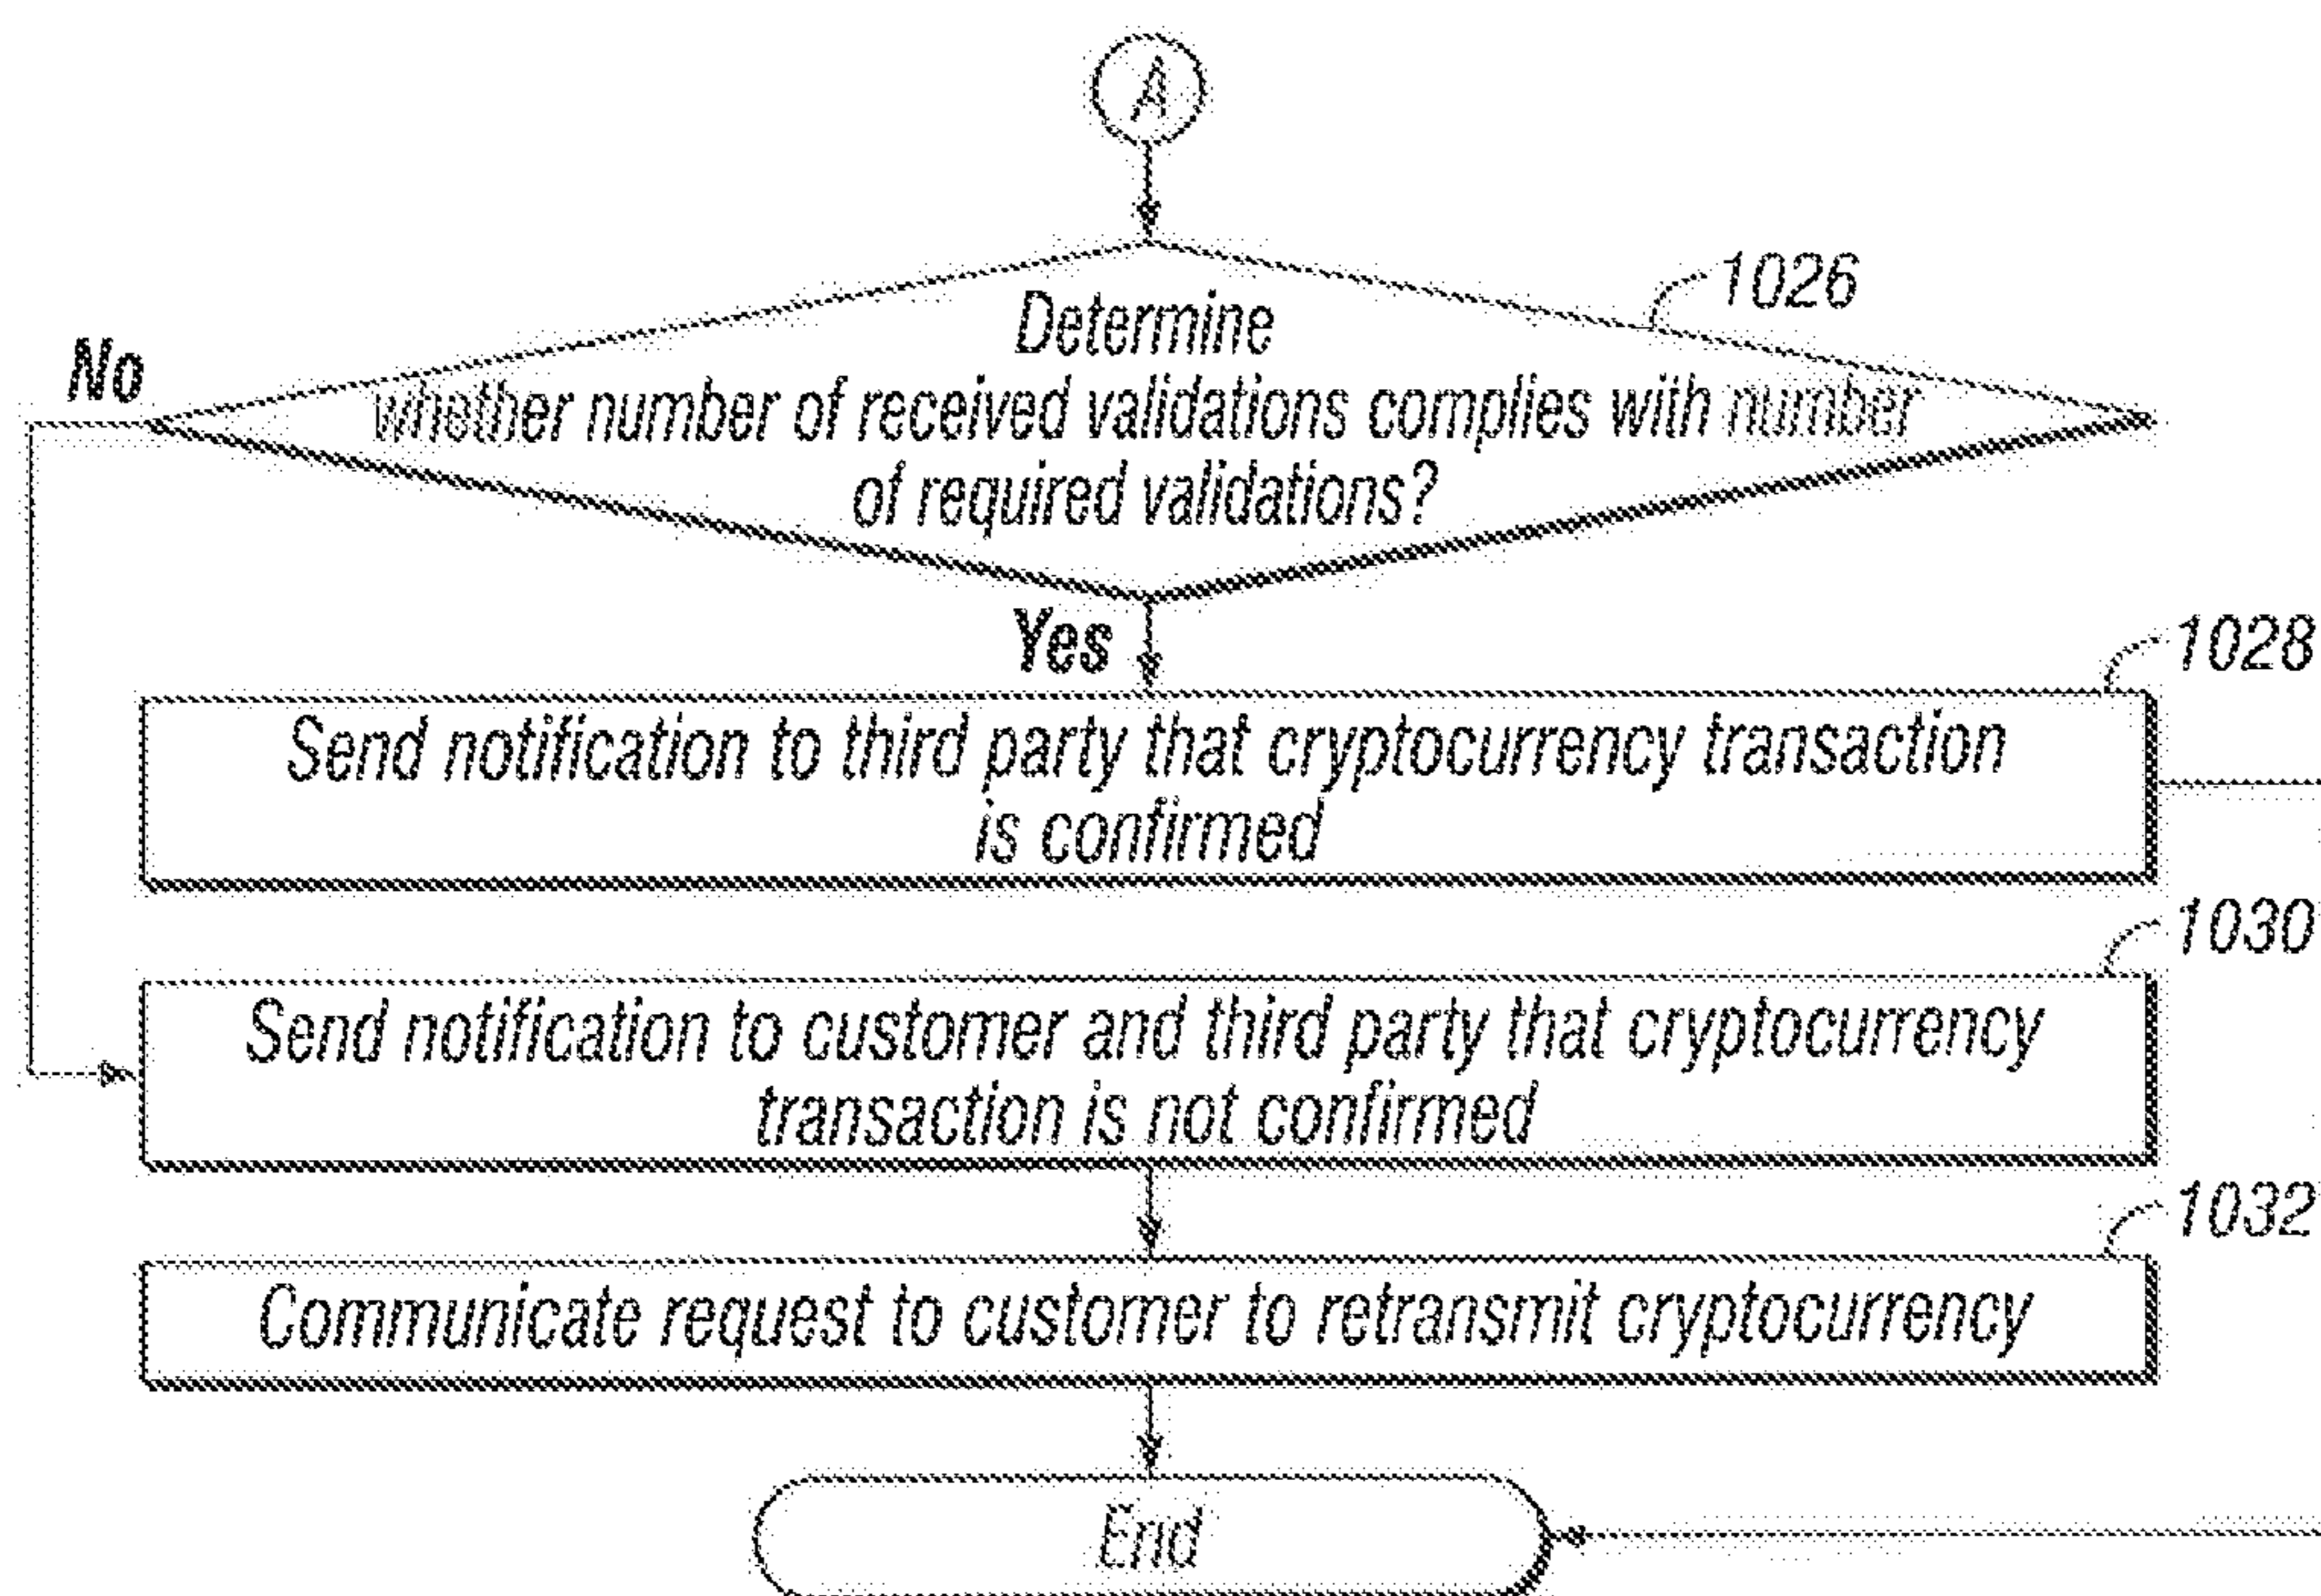 A
1026
Determine
whether number of received validations complies with number
of required validations?
No
Yes
1028
Send notification to third party that cryptocurrency transaction
is confirmed
1030
Send notification to customer and third party that cryptocurrency
transaction is not confirmed
1032
Communicate request to customer to retransmit cryptocurrency
End